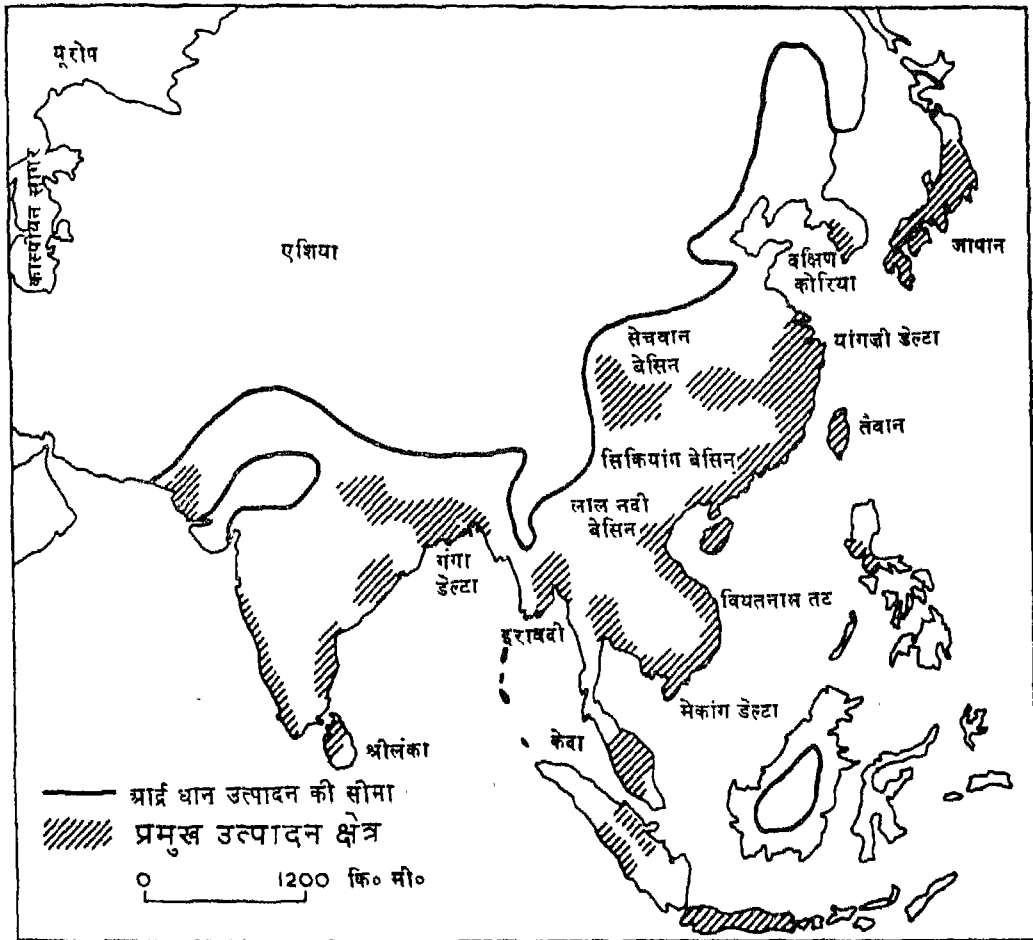 यूरोप
कास्पीयन सागर
एशिया
जापान
दक्षिण
कोरिया
सेचवान
बेसिन
यांगज़ी डेल्टा
तैवान
सिकियांग बेसिन
लाल नदी
बेसिन
गंगा
डेल्टा
वियतनाम तट
इरावदी
मेकांग डेल्टा
केदा
श्रीलंका
आर्द्र धान उत्पादन की सीमा
प्रमुख उत्पादन क्षेत्र
0 1200 कि० मी०